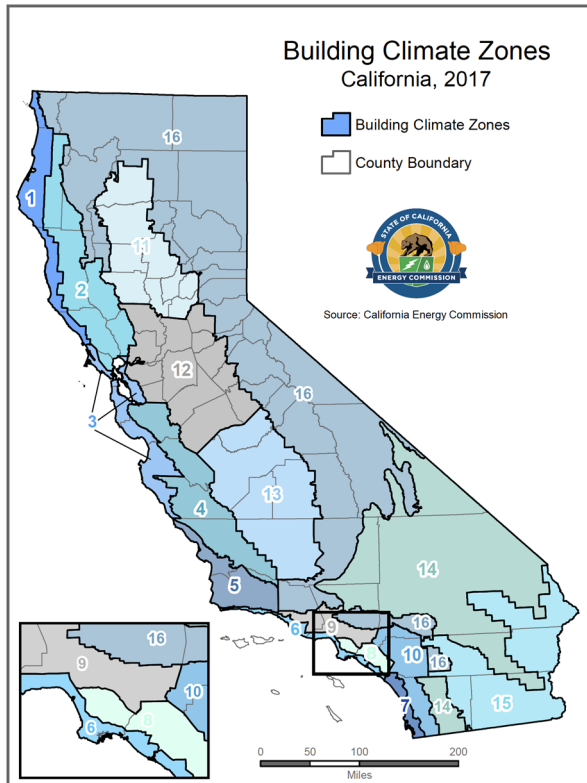 Building Climate Zones
California, 2017
Building Climate Zones
County Boundary
STATE OF CALIFORNIA
ENERGY COMMISSION
Source: California Energy Commission
16
1
11
2
12
16
3
13
4
14
5
6
9
8
16
10
16
7
14
15
16
9
10
6
8
0 50 100 200
Miles